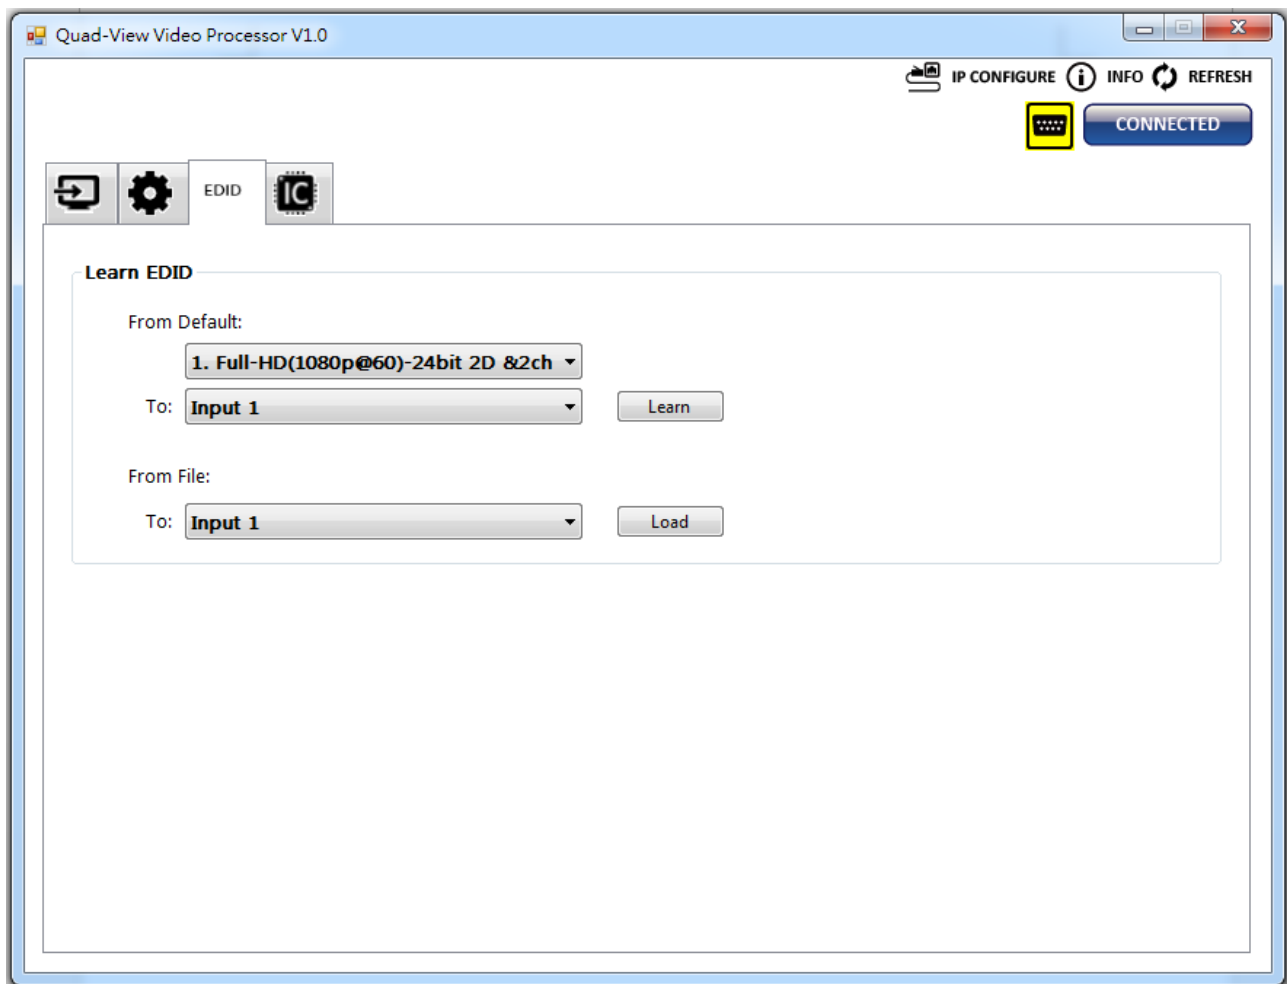 Quad-View Video Processor V1.0
IP CONFIGURE INFO REFRESH
CONNECTED
EDID IC
Learn EDID
From Default:
1. Full-HD(1080p@60)-24bit 2D &2ch
To: Input 1 Learn
From File:
To: Input 1 Load